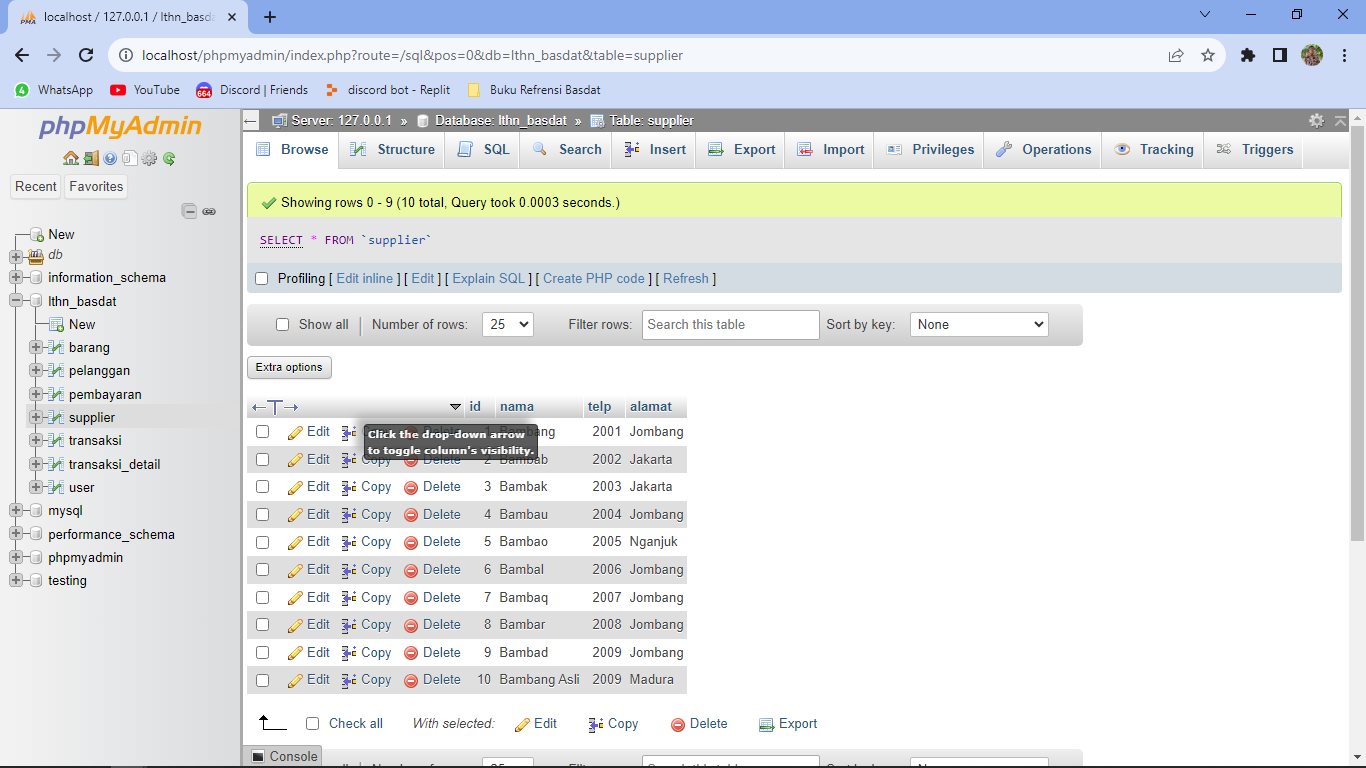 localhost / 127.0.0.1 / lthn_basda
localhost/phpmyadmin/index.php?route=/sql&pos=0&db=lthn_basdat&table=supplier
4 WhatsApp YouTube 664 Discord | Friends discord bot - Replit Buku Refrensi Basdat
phpMyAdmin
Recent Favorites
New
db
information_schema
lthn_basdat
New
barang
pelanggan
pembayaran
supplier
transaksi
transaksi_detail
user
mysql
performance_schema
phpmyadmin
testing
Server: 127.0.0.1 » Database: lthn_basdat » Table: supplier
Browse Structure SQL Search Insert Export Import Privileges Operations Tracking Triggers
Showing rows 0 - 9 (10 total, Query took 0.0003 seconds.)
SELECT * FROM `supplier`
Profiling [ Edit inline ] [ Edit ] [ Explain SQL ] [ Create PHP code ] [ Refresh ]
Show all | Number of rows: 25 Filter rows: Search this table Sort by key: None
Extra options
←T→ id nama telp alamat
Edit Copy Delete 1 Bambang 2001 Jombang
Click the drop-down arrow
to toggle column's visibility.
Edit Copy Delete 2 Bambab 2002 Jakarta
Edit Copy Delete 3 Bambak 2003 Jakarta
Edit Copy Delete 4 Bambau 2004 Jombang
Edit Copy Delete 5 Bambao 2005 Nganjuk
Edit Copy Delete 6 Bambal 2006 Jombang
Edit Copy Delete 7 Bambaq 2007 Jombang
Edit Copy Delete 8 Bambar 2008 Jombang
Edit Copy Delete 9 Bambad 2009 Jombang
Edit Copy Delete 10 Bambang Asli 2009 Madura
Check all With selected: Edit Copy Delete Export
Console